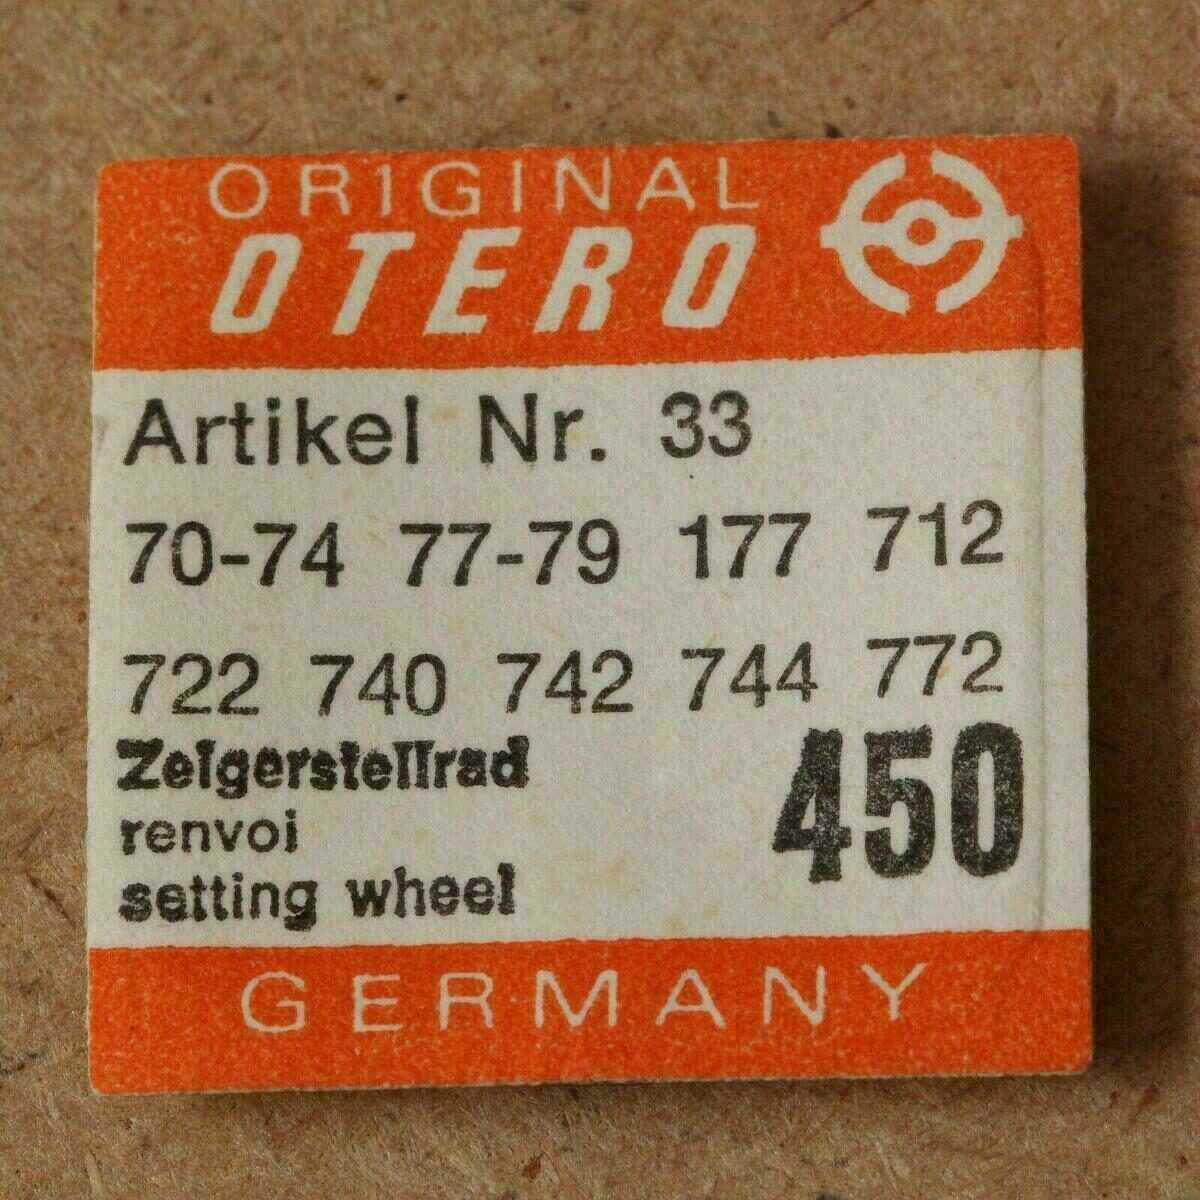 ORIGINAL
OTERO
Artikel Nr. 33
70-74 77-79 177 712
722 740 742 744 772
Zeigerstellrad
450
renvoi
setting wheel
GERMANY